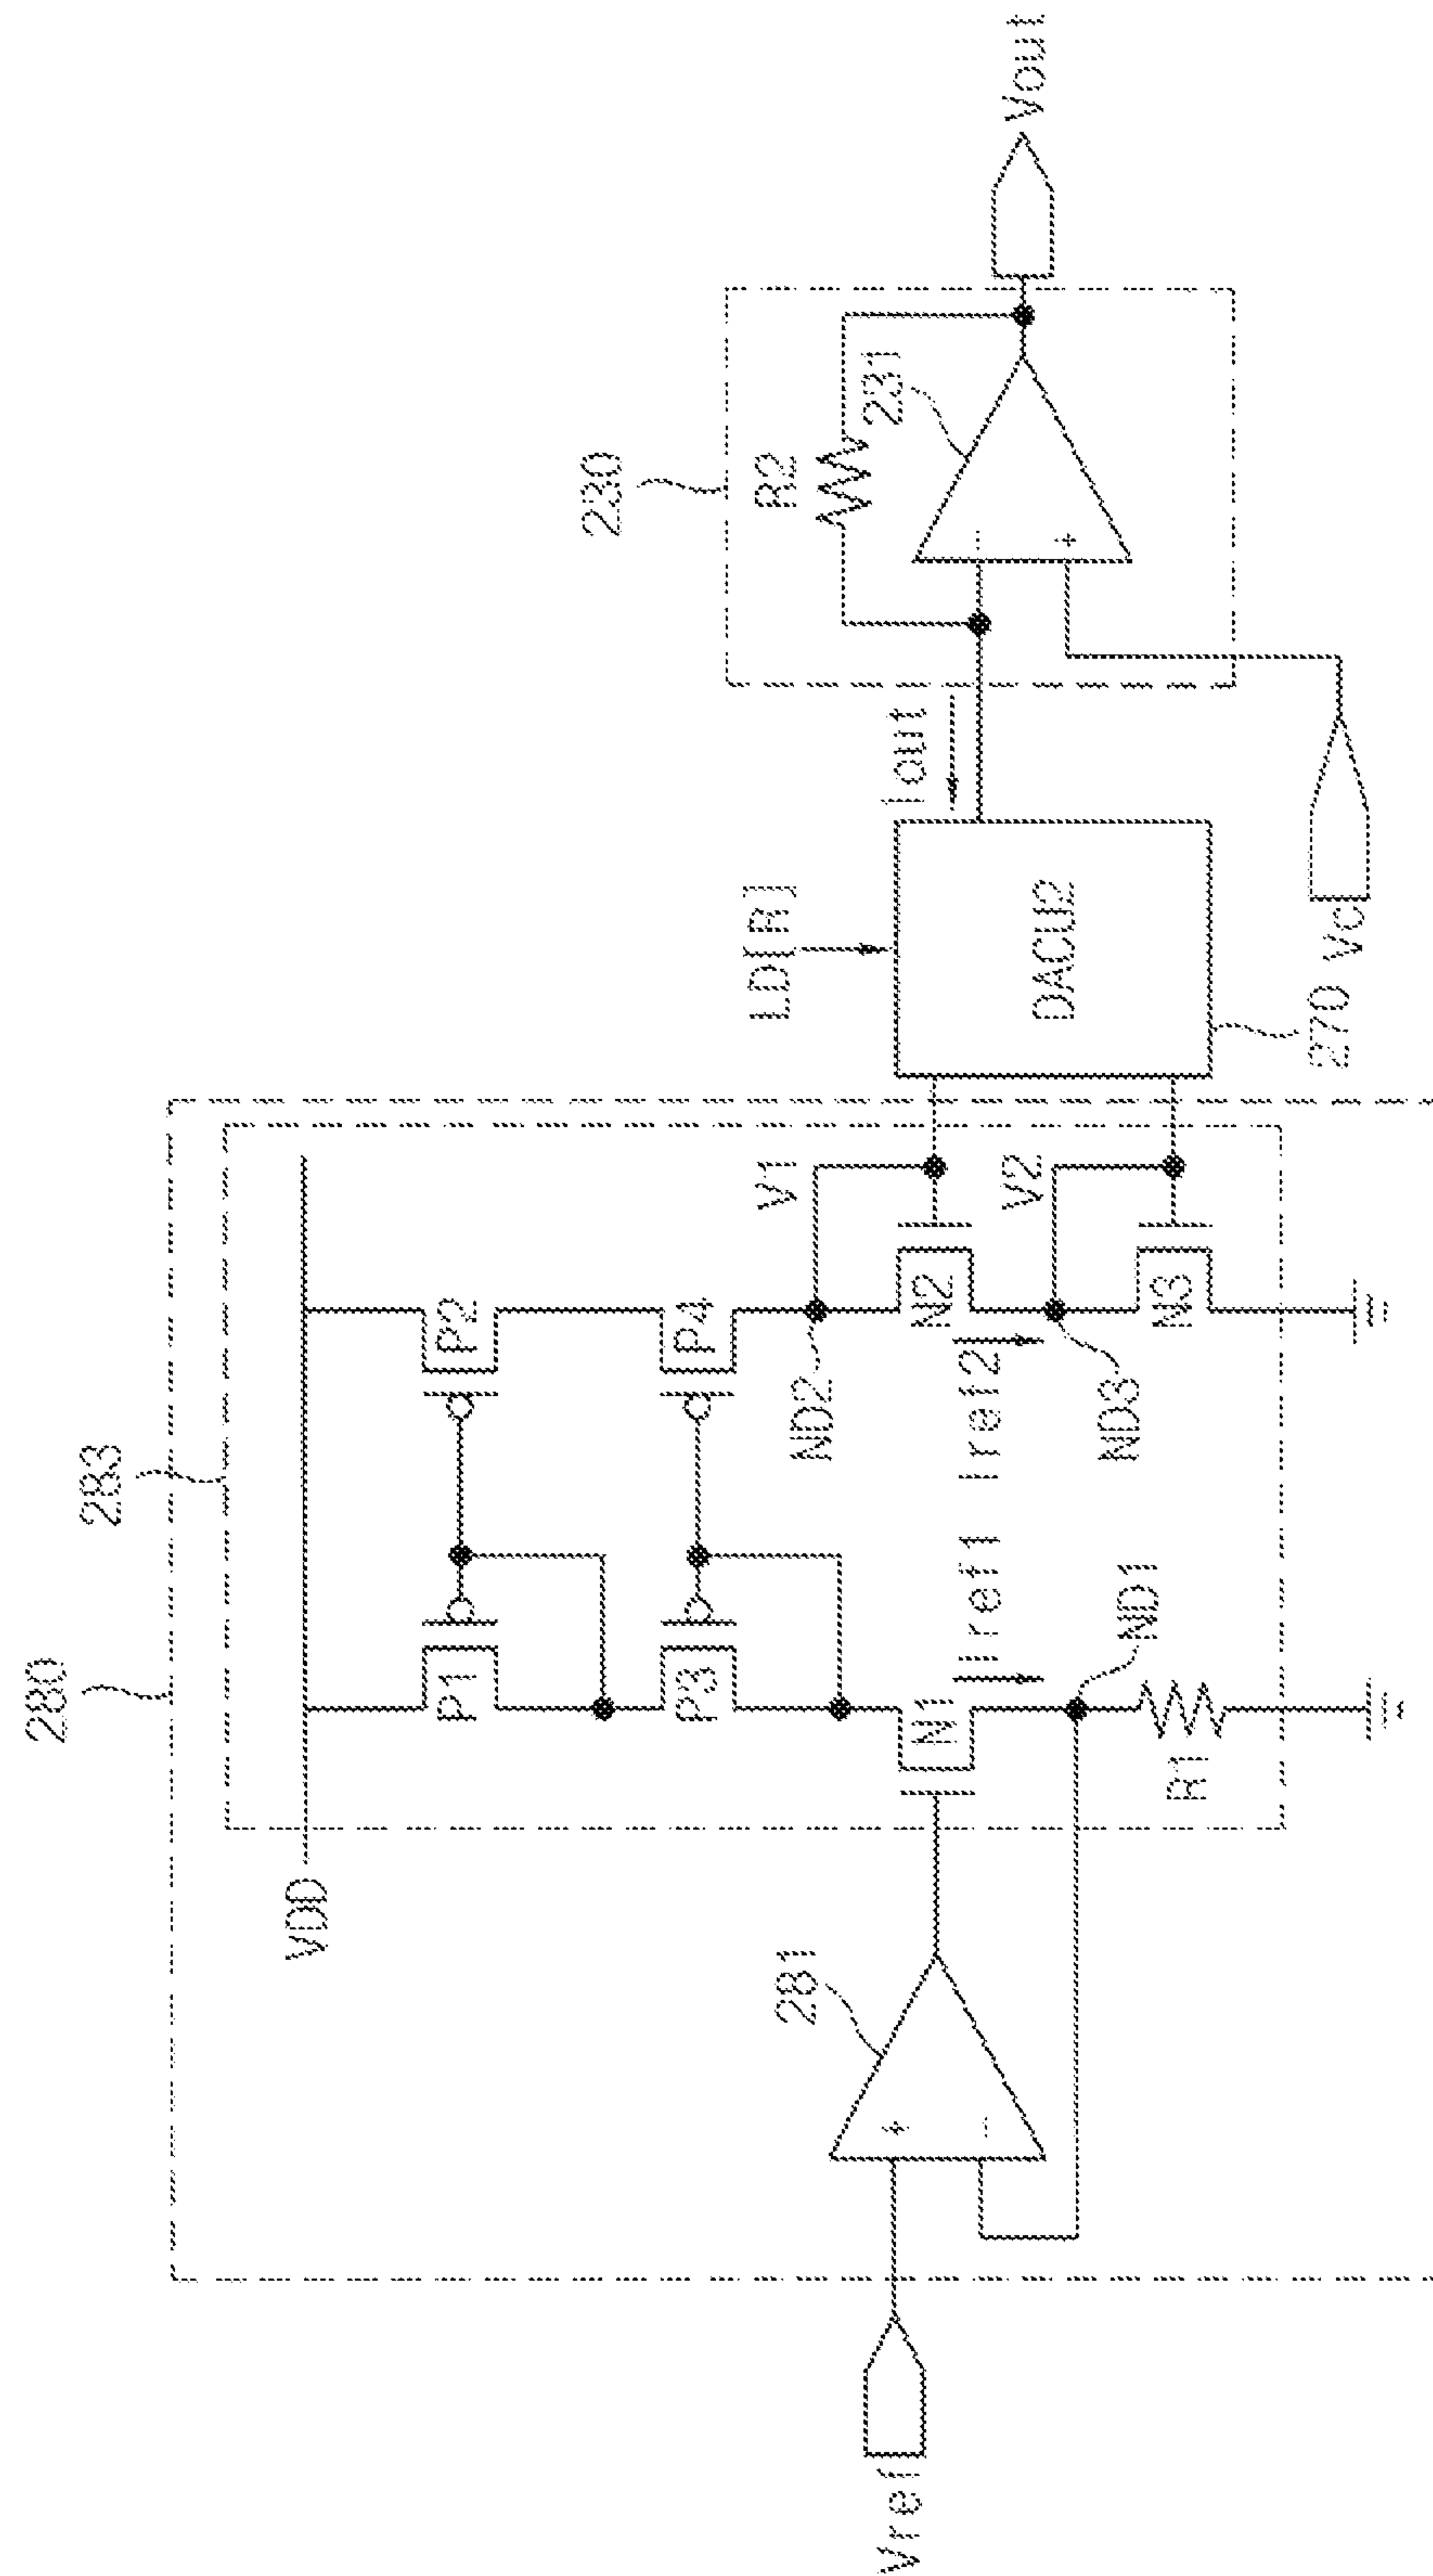 280
283
VDD
P1
P2
P3
P4
281
Vref
N1
Iref1
Iref2
ND1
R1
ND2
V1
N2
V2
N3
ND3
LD[R]
DACU2
270
Iout
Vc
230
R2
231
Vout
+
-
-
+